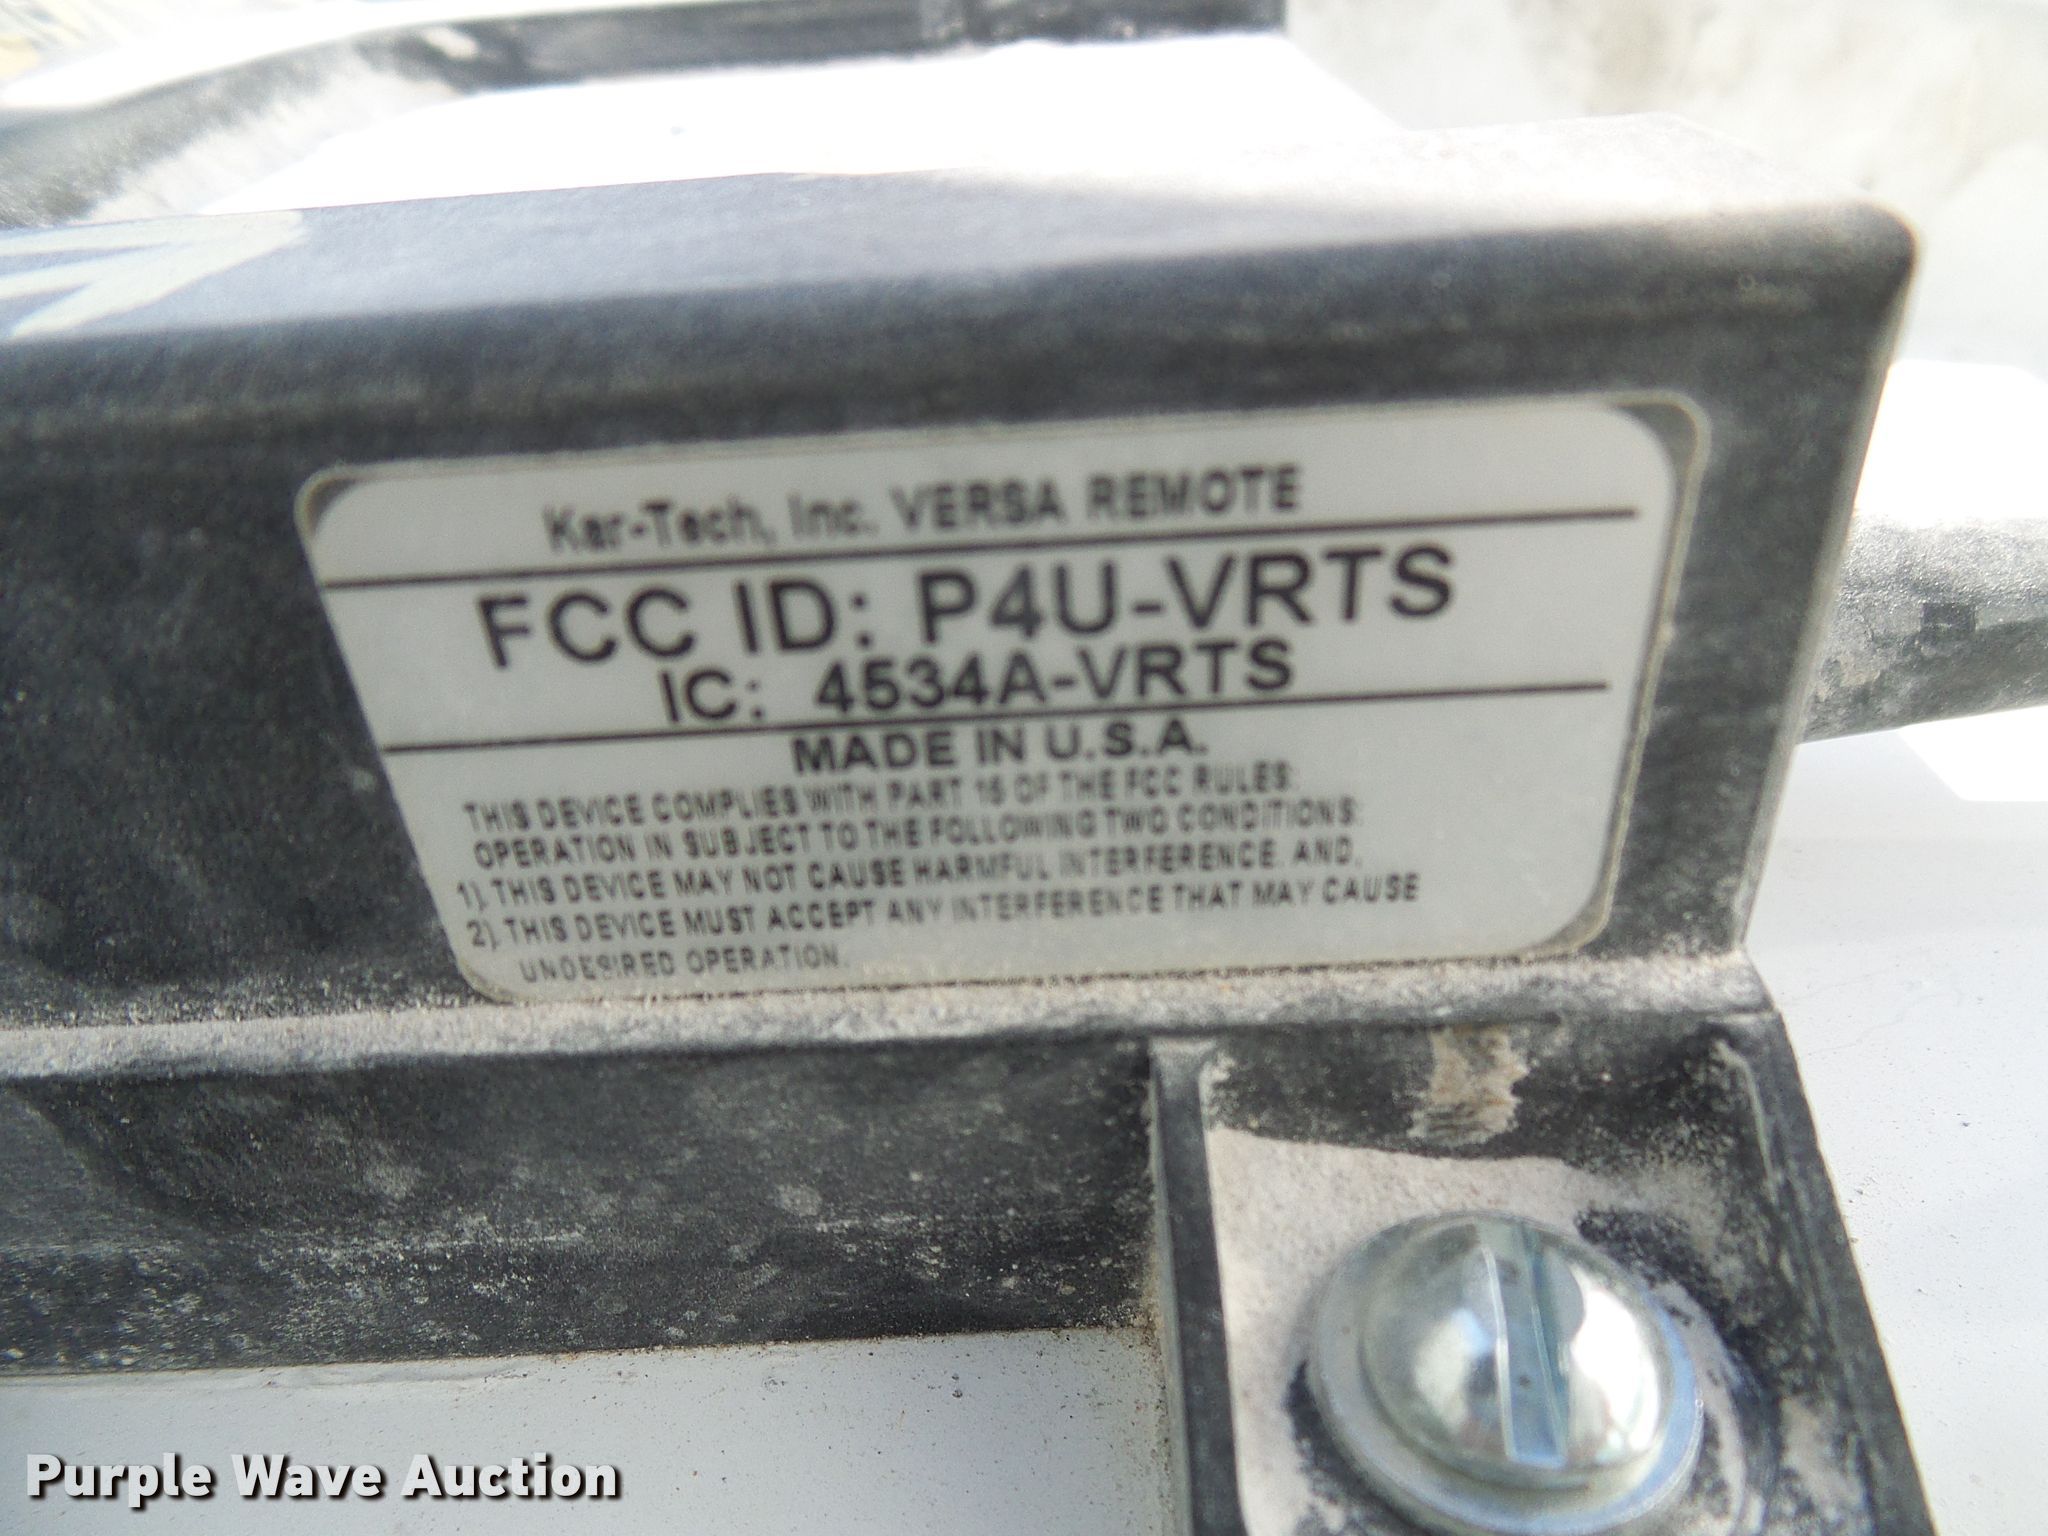 Kar-Tech, Inc. VERSA REMOTE
FCC ID: P4U-VRTS
IC: 4534A-VRTS
MADE IN U.S.A.
THIS DEVICE COMPLIES WITH PART 15 OF THE FCC RULES:
OPERATION IN SUBJECT TO THE FOLLOWING TWO CONDITIONS:
1). THIS DEVICE MAY NOT CAUSE HARMFUL INTERFERENCE. AND,
2). THIS DEVICE MUST ACCEPT ANY INTERFERENCE THAT MAY CAUSE
UNDESIRED OPERATION.
Purple Wave Auction